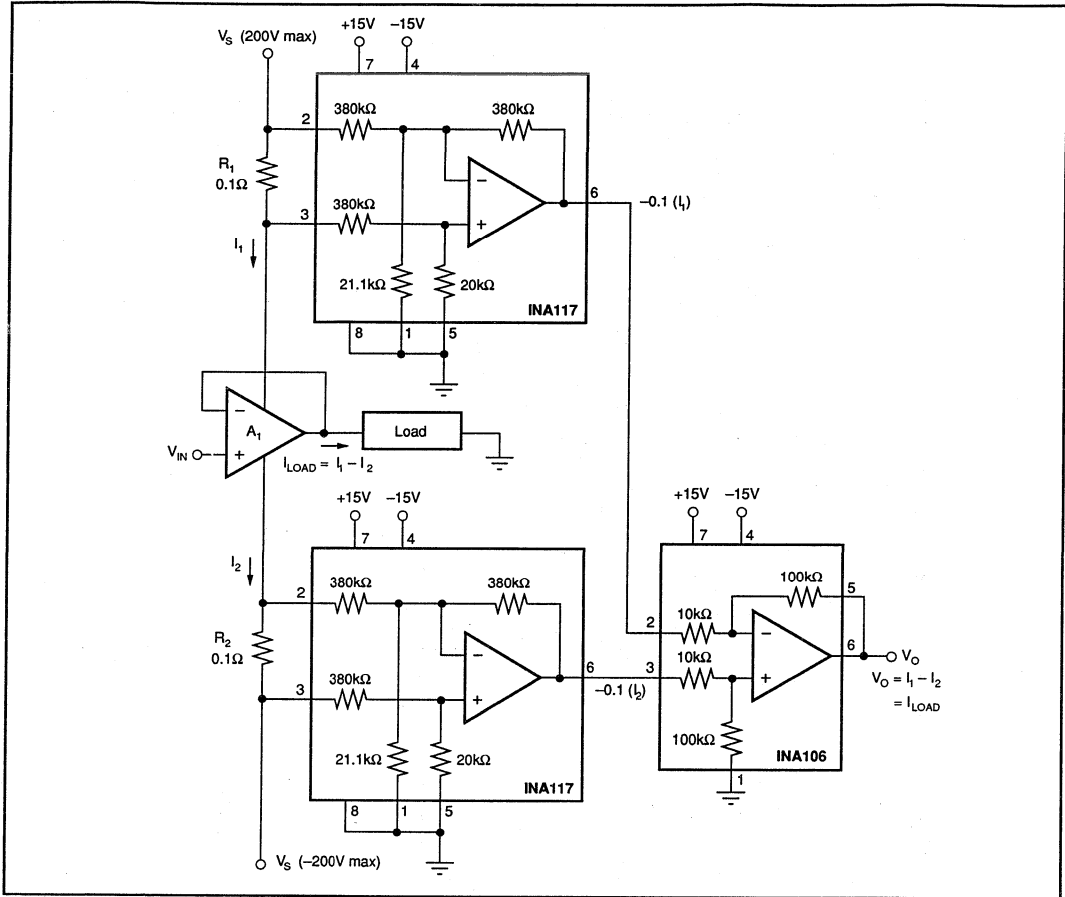 V_S (200V max)
+15V
−15V
7
4
2
380kΩ
380kΩ
R_1
0.1Ω
3
380kΩ
6
−0.1 (I_1)
I_1
21.1kΩ
20kΩ
INA117
8
1
5
A_1
V_IN
Load
I_LOAD = I_1 − I_2
+15V
−15V
7
4
I_2
2
380kΩ
380kΩ
R_2
0.1Ω
3
380kΩ
6
−0.1 (I_2)
21.1kΩ
20kΩ
INA117
8
1
5
V_S (−200V max)
+15V
−15V
7
4
100kΩ
5
2
10kΩ
3
10kΩ
6
V_O
V_O = I_1 − I_2
= I_LOAD
100kΩ
INA106
1